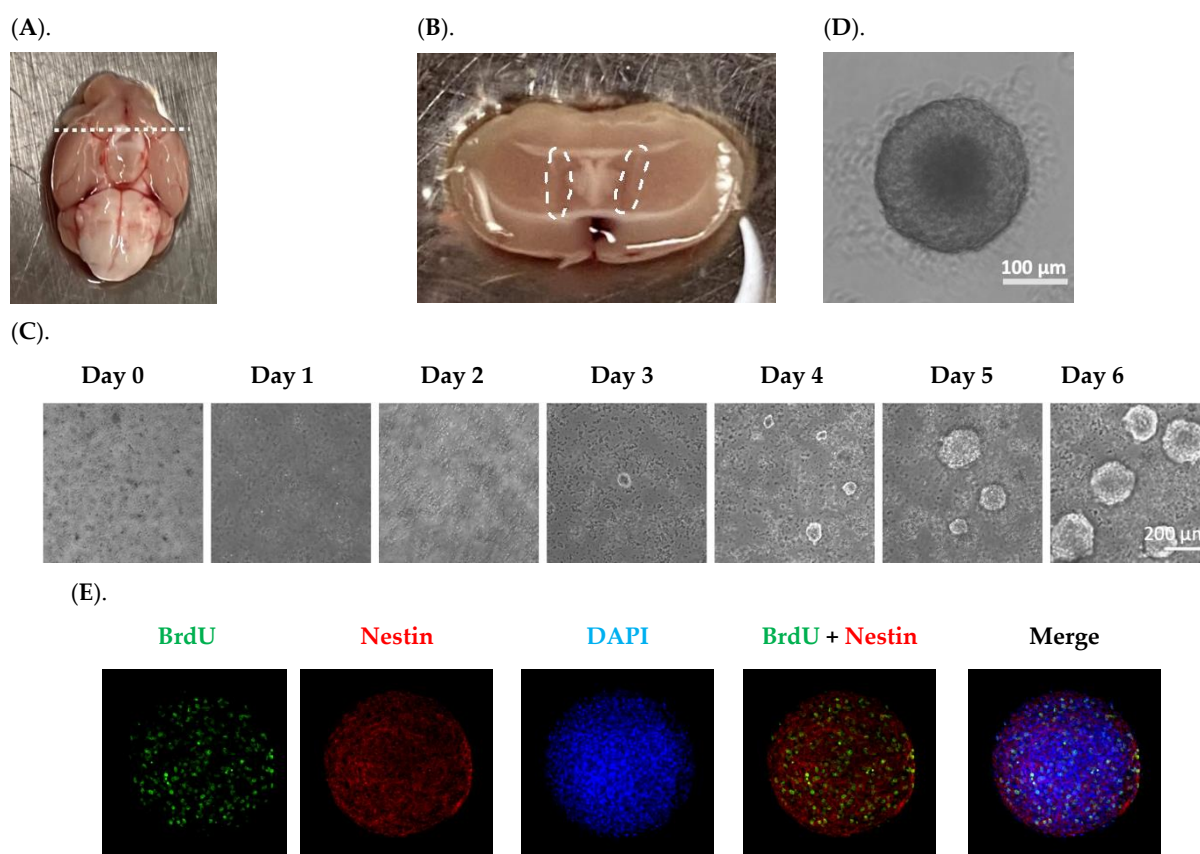 (A).
(B).
(D).
100 µm
(C).
Day 0 Day 1 Day 2 Day 3 Day 4 Day 5 Day 6
200 µm
(E).
BrdU Nestin DAPI BrdU + Nestin Merge